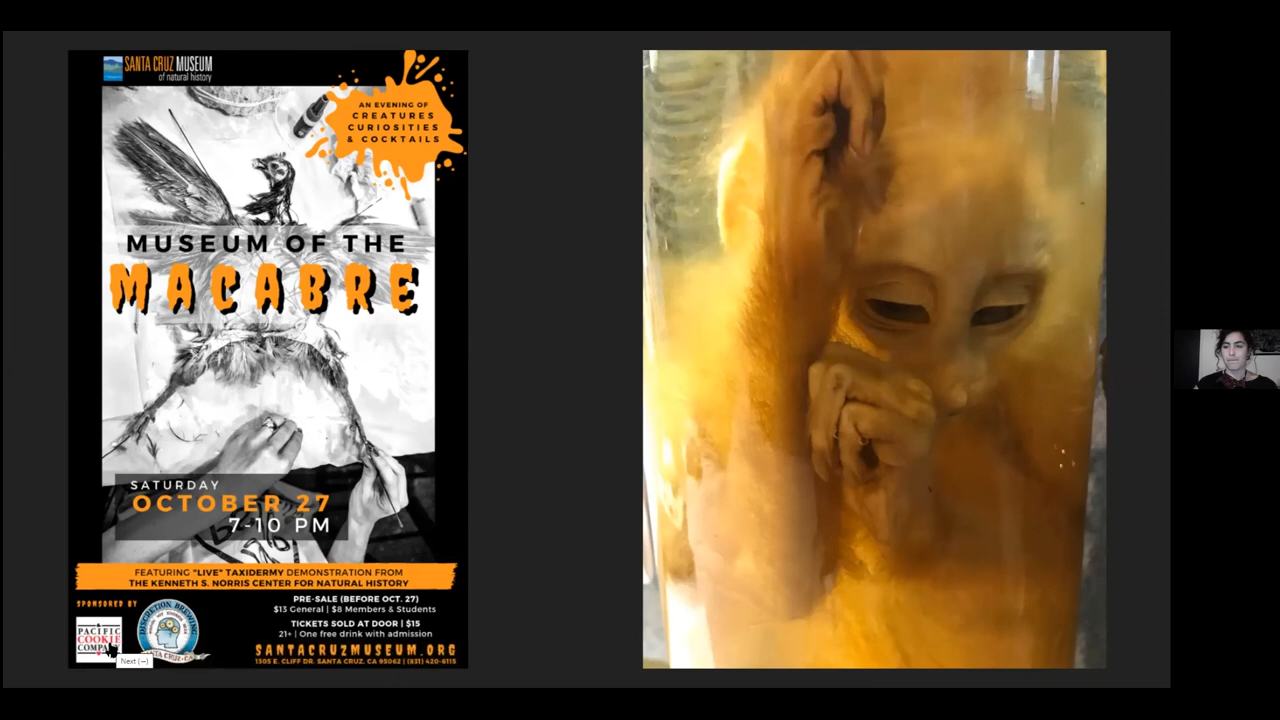 SANTA CRUZ MUSEUM
of natural history
AN EVENING OF
CREATURES
CURIOSITIES
& COCKTAILS
MUSEUM OF THE
MACABRE
SATURDAY
OCTOBER 27
7-10 PM
FEATURING "LIVE" TAXIDERMY DEMONSTRATION FROM
THE KENNETH S. NORRIS CENTER FOR NATURAL HISTORY
SPONSORED BY
PACIFIC
COOKIE
COMPANY
DISCRETION BREWING
PRE-SALE (BEFORE OCT. 27)
$13 General | $8 Members & Students
TICKETS SOLD AT DOOR | $15
21+ | One free drink with admission
SANTACRUZMUSEUM.ORG
1305 E. CLIFF DR. SANTA CRUZ, CA 95062 | (831) 420-6115
Next (→)